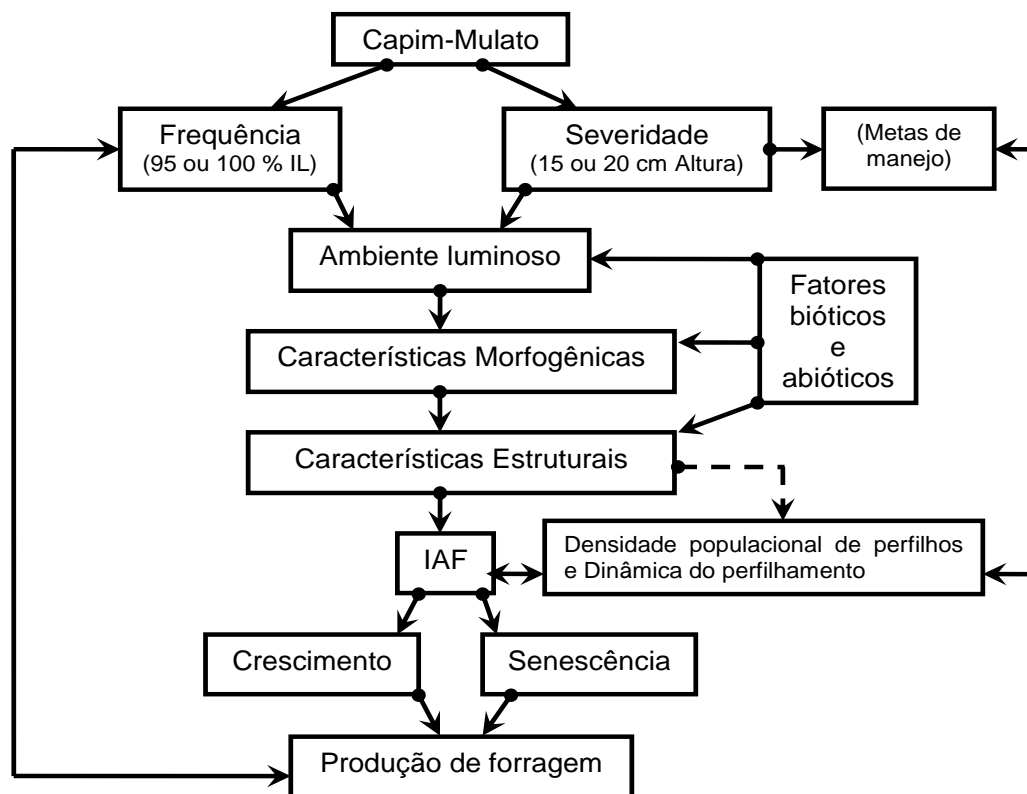 Capim-Mulato
Frequência
(95 ou 100 % IL)
Severidade
(15 ou 20 cm Altura)
(Metas de
manejo)
Ambiente luminoso
Fatores
bióticos
e
abióticos
Características Morfogênicas
Características Estruturais
IAF
Densidade populacional de perfilhos
e Dinâmica do perfilhamento
Crescimento
Senescência
Produção de forragem